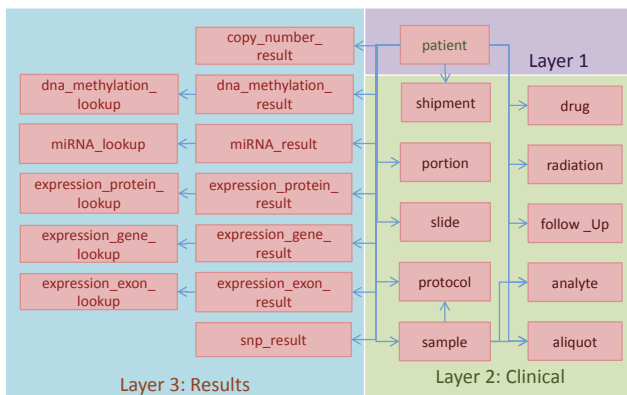 copy_number_
result
patient
Layer 1
dna_methylation_
lookup
dna_methylation_
result
shipment
drug
miRNA_lookup
miRNA_result
portion
radiation
expression_protein_
lookup
expression_protein_
result
slide
follow _Up
expression_gene_
lookup
expression_gene_
result
expression_exon_
lookup
expression_exon_
result
protocol
analyte
snp_result
sample
aliquot
Layer 3: Results
Layer 2: Clinical